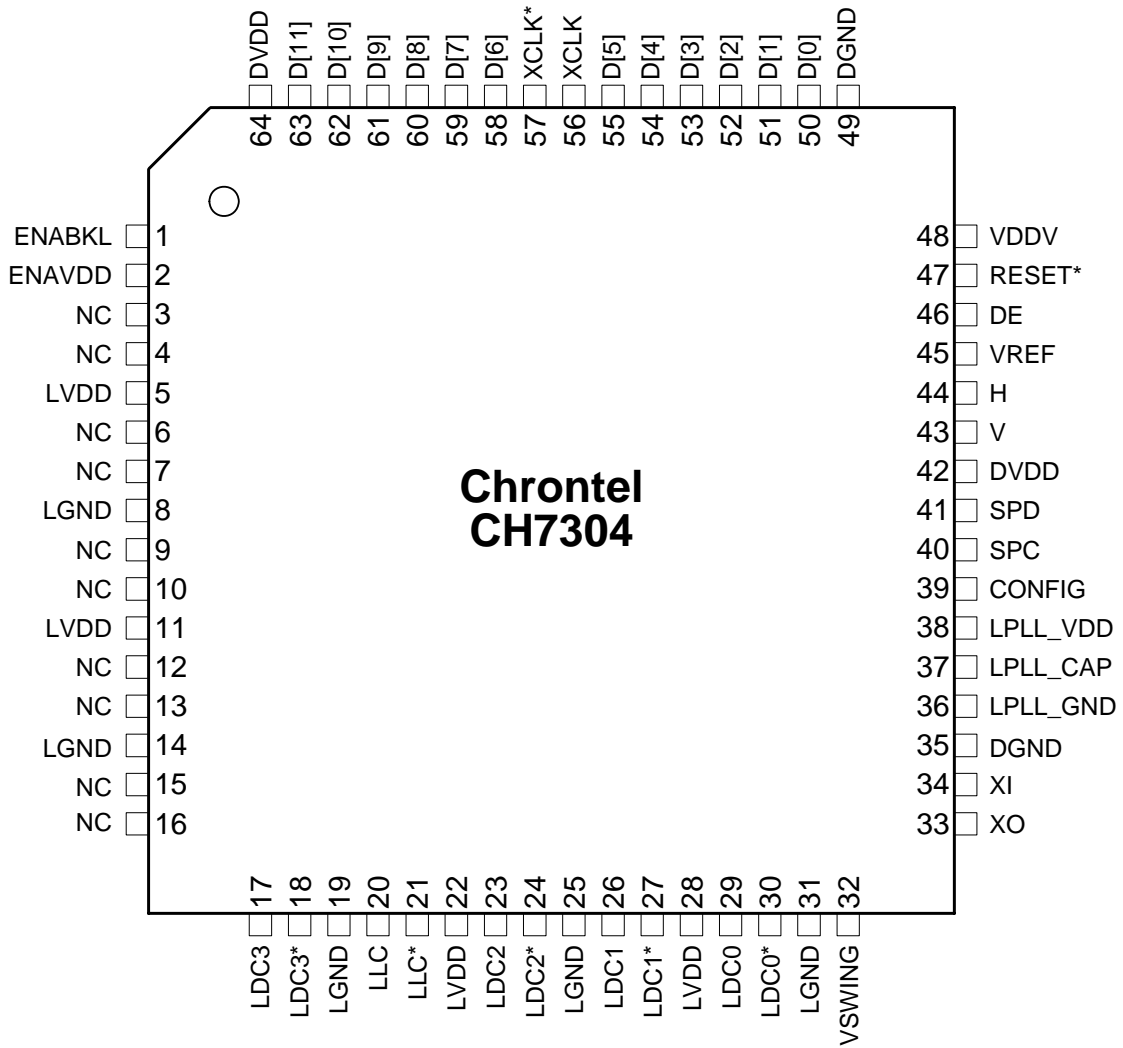 DVDD
D[11]
D[10]
D[9]
D[8]
D[7]
D[6]
XCLK*
XCLK
D[5]
D[4]
D[3]
D[2]
D[1]
D[0]
DGND
64
63
62
61
60
59
58
57
56
55
54
53
52
51
50
49
ENABKL 1
ENAVDD 2
NC 3
NC 4
LVDD 5
NC 6
NC 7
LGND 8
NC 9
NC 10
LVDD 11
NC 12
NC 13
LGND 14
NC 15
NC 16
Chrontel
CH7304
48 VDDV
47 RESET*
46 DE
45 VREF
44 H
43 V
42 DVDD
41 SPD
40 SPC
39 CONFIG
38 LPLL_VDD
37 LPLL_CAP
36 LPLL_GND
35 DGND
34 XI
33 XO
17
18
19
20
21
22
23
24
25
26
27
28
29
30
31
32
LDC3
LDC3*
LGND
LLC
LLC*
LVDD
LDC2
LDC2*
LGND
LDC1
LDC1*
LVDD
LDC0
LDC0*
LGND
VSWING